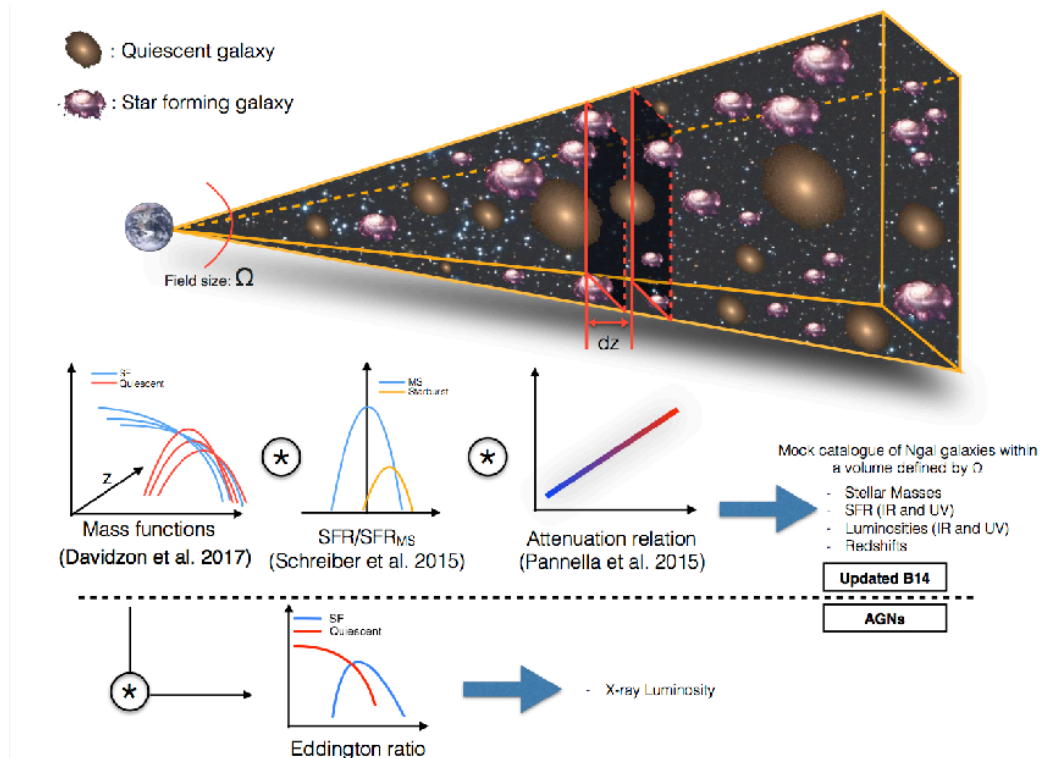 : Quiescent galaxy
: Star forming galaxy
Field size: Ω
dz
SF
Quiescent
z
Mass functions
(Davidzon et al. 2017)
*
MS
Starburst
SFR/SFRMS
(Schreiber et al. 2015)
*
Attenuation relation
(Pannella et al. 2015)
Mock catalogue of Ngal galaxies within
a volume defined by Ω
- Stellar Masses
- SFR (IR and UV)
- Luminosities (IR and UV)
- Redshifts
Updated B14
AGNs
*
SF
Quiescent
Eddington ratio
- X-ray Luminosity